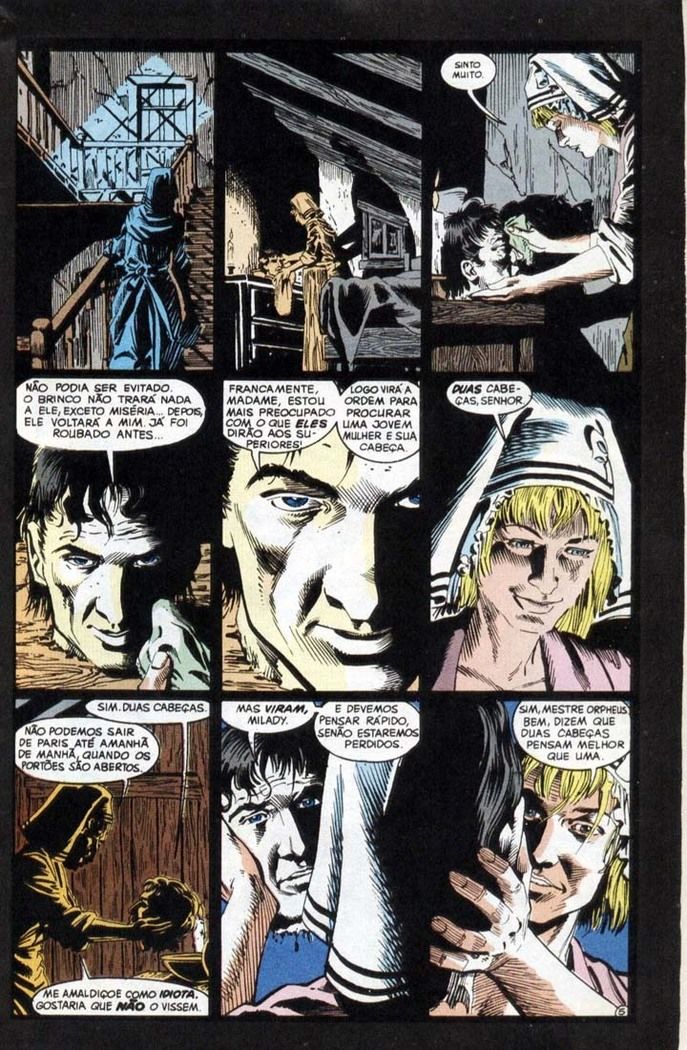 SINTO
MUITO.
NÃO PODIA SER EVITADO.
O BRINCO NÃO TRARÁ NADA
A ELE, EXCETO MISÉRIA... DEPOIS,
ELE VOLTARÁ A MIM. JÁ FOI
ROUBADO ANTES...
FRANCAMENTE,
MADAME, ESTOU
MAIS PREOCUPADO
COM O QUE ELES
DIRÃO AOS SU-
PERIORES!
LOGO VIRÁ A
ORDEM PARA
PROCURAR
UMA JOVEM
MULHER E SUA
CABEÇA.
DUAS CABE-
ÇAS, SENHOR.
SIM. DUAS CABEÇAS.
NÃO PODEMOS SAIR
DE PARIS ATÉ AMANHÃ
DE MANHÃ, QUANDO OS
PORTÕES SÃO ABERTOS.
ME AMALDIÇOE COMO IDIOTA.
GOSTARIA QUE NÃO O VISSEM.
MAS VIRAM,
MILADY.
E DEVEMOS
PENSAR RÁPIDO,
SENÃO ESTAREMOS
PERDIDOS.
SIM, MESTRE ORPHEUS.
BEM, DIZEM QUE
DUAS CABEÇAS
PENSAM MELHOR
QUE UMA.
5